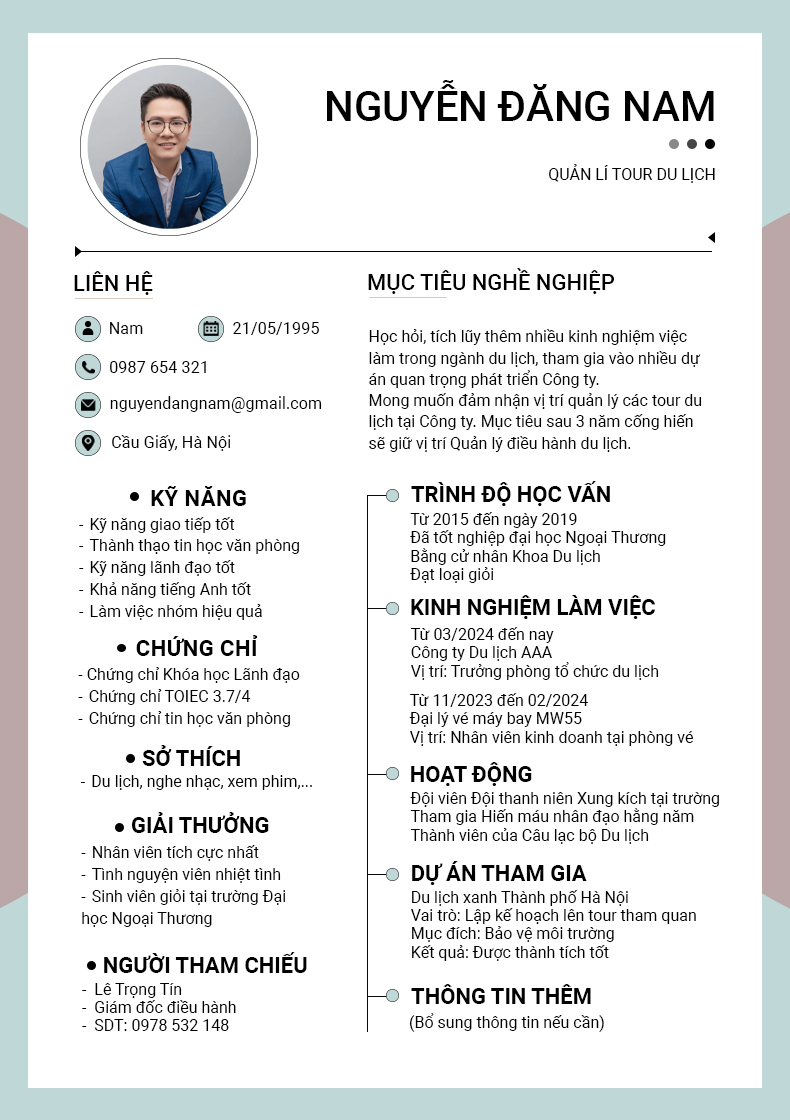 NGUYỄN ĐĂNG NAM
QUẢN LÍ TOUR DU LỊCH
LIÊN HỆ
Nam
21/05/1995
0987 654 321
nguyendangnam@gmail.com
Cầu Giấy, Hà Nội
KỸ NĂNG
- Kỹ năng giao tiếp tốt
- Thành thạo tin học văn phòng
- Kỹ năng lãnh đạo tốt
- Khả năng tiếng Anh tốt
- Làm việc nhóm hiệu quả
CHỨNG CHỈ
- Chứng chỉ Khóa học Lãnh đạo
- Chứng chỉ TOIEC 3.7/4
- Chứng chỉ tin học văn phòng
SỞ THÍCH
- Du lịch, nghe nhạc, xem phim,...
GIẢI THƯỞNG
- Nhân viên tích cực nhất
- Tình nguyện viên nhiệt tình
- Sinh viên giỏi tại trường Đại
học Ngoại Thương
NGƯỜI THAM CHIẾU
- Lê Trọng Tín
- Giám đốc điều hành
- SDT: 0978 532 148
MỤC TIÊU NGHỀ NGHIỆP
Học hỏi, tích lũy thêm nhiều kinh nghiệm việc
làm trong ngành du lịch, tham gia vào nhiều dự
án quan trọng phát triển Công ty.
Mong muốn đảm nhận vị trí quản lý các tour du
lịch tại Công ty. Mục tiêu sau 3 năm cống hiến
sẽ giữ vị trí Quản lý điều hành du lịch.
TRÌNH ĐỘ HỌC VẤN
Từ 2015 đến ngày 2019
Đã tốt nghiệp đại học Ngoại Thương
Bằng cử nhân Khoa Du lịch
Đạt loại giỏi
KINH NGHIỆM LÀM VIỆC
Từ 03/2024 đến nay
Công ty Du lịch AAA
Vị trí: Trưởng phòng tổ chức du lịch
Từ 11/2023 đến 02/2024
Đại lý vé máy bay MW55
Vị trí: Nhân viên kinh doanh tại phòng vé
HOẠT ĐỘNG
Đội viên Đội thanh niên Xung kích tại trường
Tham gia Hiến máu nhân đạo hằng năm
Thành viên của Câu lạc bộ Du lịch
DỰ ÁN THAM GIA
Du lịch xanh Thành phố Hà Nội
Vai trò: Lập kế hoạch lên tour tham quan
Mục đích: Bảo vệ môi trường
Kết quả: Được thành tích tốt
THÔNG TIN THÊM
(Bổ sung thông tin nếu cần)